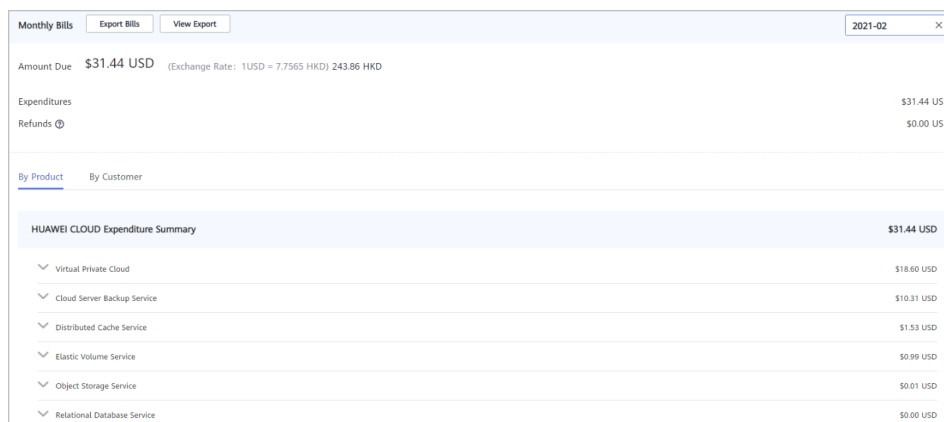 Monthly Bills Export Bills View Export 2021-02 ×
Amount Due $31.44 USD (Exchange Rate: 1USD = 7.7565 HKD) 243.86 HKD
Expenditures $31.44 US
Refunds ? $0.00 US
By Product By Customer
HUAWEI CLOUD Expenditure Summary $31.44 USD
Virtual Private Cloud $18.60 USD
Cloud Server Backup Service $10.31 USD
Distributed Cache Service $1.53 USD
Elastic Volume Service $0.99 USD
Object Storage Service $0.01 USD
Relational Database Service $0.00 USD